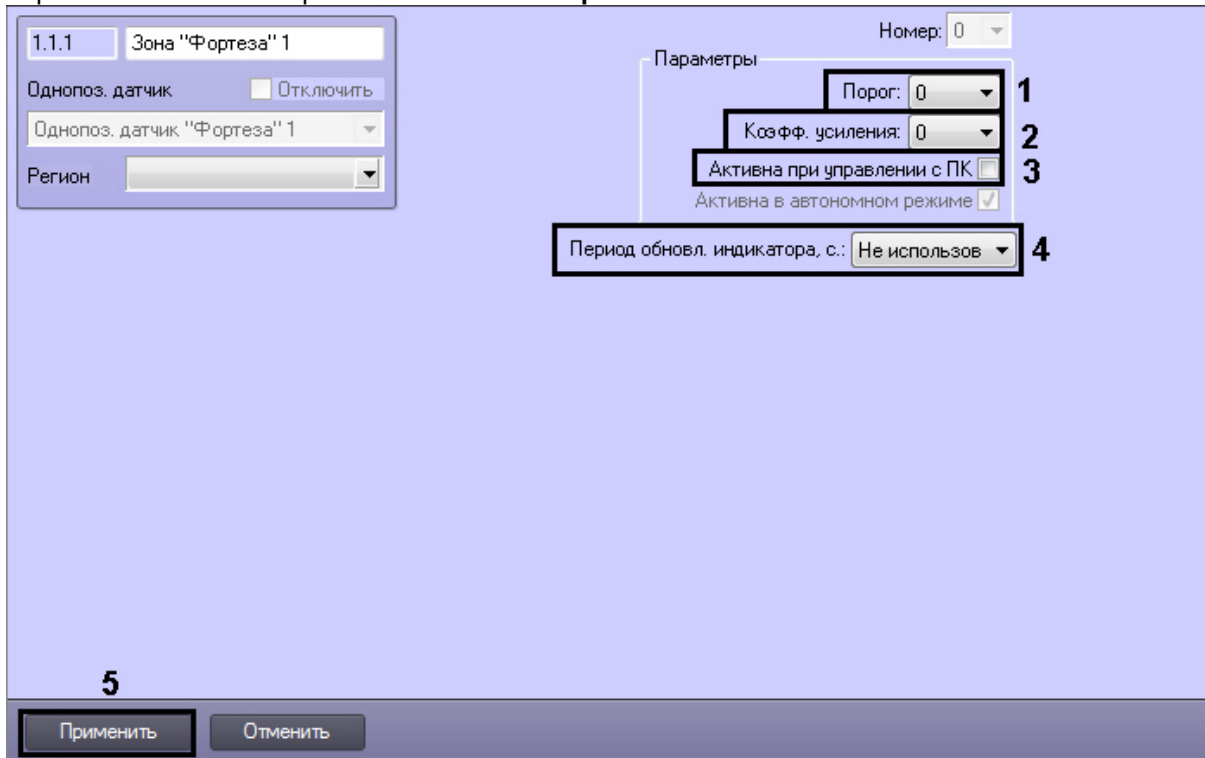 1.1.1 Зона "Фортеза" 1
Номер: 0
Параметры
Однопоз. датчик Отключить
Порог: 0 1
Однопоз. датчик "Фортеза" 1
Коэфф. усиления: 0 2
Регион
Активна при управлении с ПК 3
Активна в автономном режиме
Период обновл. индикатора, с.: Не использов 4
5
Применить Отменить